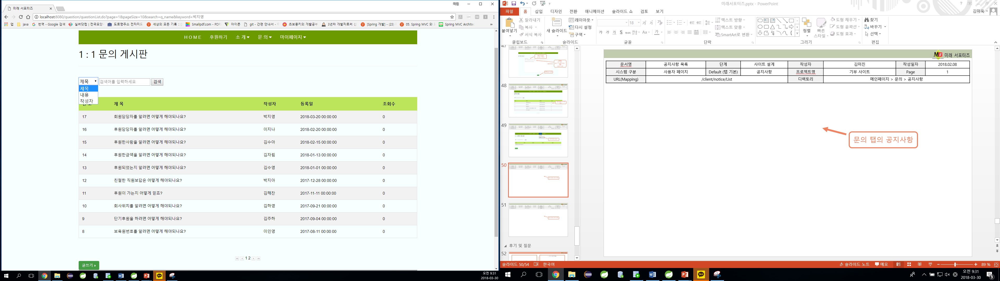 미래 서포터즈
localhost:8080/question/questionList.do?page=1&pageSize=10&search=q_name&keyword=박지영
앱 java 번역 - Google 검색 실버닷컴 | 전국요양 도로명주소 전자지도 세상의 모든 기록 :: Smallpdf.com - PDF 아이콘 git - 간편 안내서 - 초보몽키의 개발공부 3년차 개발자로써 [Spring 개발] - (23) 05. Spring MVC 와 Spring MVC Architec »
H O M E 후원하기 소 개 문 의 마이페이지
1 : 1 문의 게시판
제목 검색어를 입력하세요 검색
제목
내용
작성자
제 목 작성자 등록일 조회수
17 회원담당자를 알려면 어떻게 해야되나요? 박지영 2018-03-20 00:00:00 0
16 후원담당자를 알려면 어떻게 해야되나요? 이지나 2018-02-20 00:00:00 0
15 후원한사람을 알려면 어떻게 해야되나요? 김수아 2018-02-15 00:00:00 0
14 후원한금액을 알려면 어떻게 해야되나요? 김자림 2018-01-13 00:00:00 0
13 후원되었는지 알려면 어떻게 해야되나요? 김수영 2018-01-01 00:00:00 0
12 친절한 직원보답은 어떻게 해야되나요? 박지아 2017-12-28 00:00:00 0
11 후원이 가는지 어떻게 믿죠? 김해찬 2017-11-11 00:00:00 0
10 회사위치를 알려면 어떻게 해야되나요? 김하영 2017-09-21 00:00:00 0
9 단기후원을 하려면 어떻게 해야되나요? 김주하 2017-09-04 00:00:00 0
8 보육원번호를 알려면 어떻게 해야되나요? 이인영 2017-08-11 00:00:00 0
1 2
글쓰기 »
오전 9:31
2018-03-30
미래서포터즈.pptx - PowerPoint
파일 홈 삽입 디자인 전환 애니메이션 슬라이드 쇼 검토 보기 김미옥
붙여넣기 잘라내기 복사 서식 복사
클립보드
새 슬라이드 레이아웃 다시 설정 구역
슬라이드
18
가 가 가 S 가 Aa 가
글꼴
텍스트 방향
텍스트 맞춤
SmartArt로 변환
단락
정렬 빠른 스타일 도형 채우기 도형 윤곽선 도형 효과
그리기
찾기
바꾸기
선택
편집
47
48
49
50
51
후기 및 질문
52
미래 서포터즈
문서명 공지사항 목록 단계 사이트 설계 작성자 김미진 작성일자 2018.02.08
시스템 구분 사용자 페이지 Default (탭 기본) 공지사항 프로젝트명 기부 사이트 Page 1
URL(Mapping) /client/notice/List 디렉토리 메인페이지 > 문의 > 공지사항
문의 탭의 공지사항
슬라이드 50/54 한국어 슬라이드 노트 메모 89 %
오전 9:31
2018-03-30
3